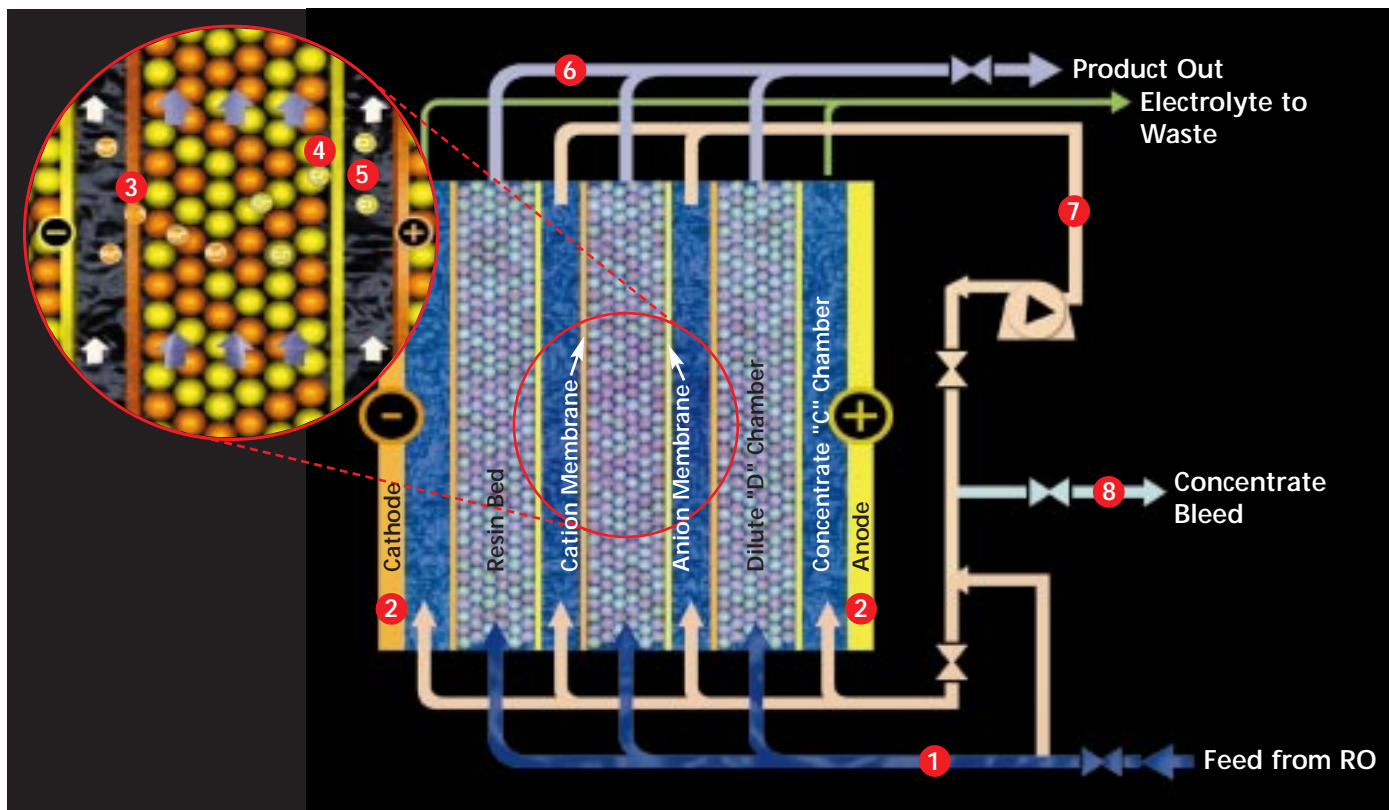 6
Product Out
Electrolyte to
Waste
4
5
3
7
-
+
Cathode
Resin Bed
Cation Membrane
Anion Membrane
Dilute "D" Chamber
Concentrate "C" Chamber
Anode
-
+
8
Concentrate
Bleed
2
2
1
Feed from RO